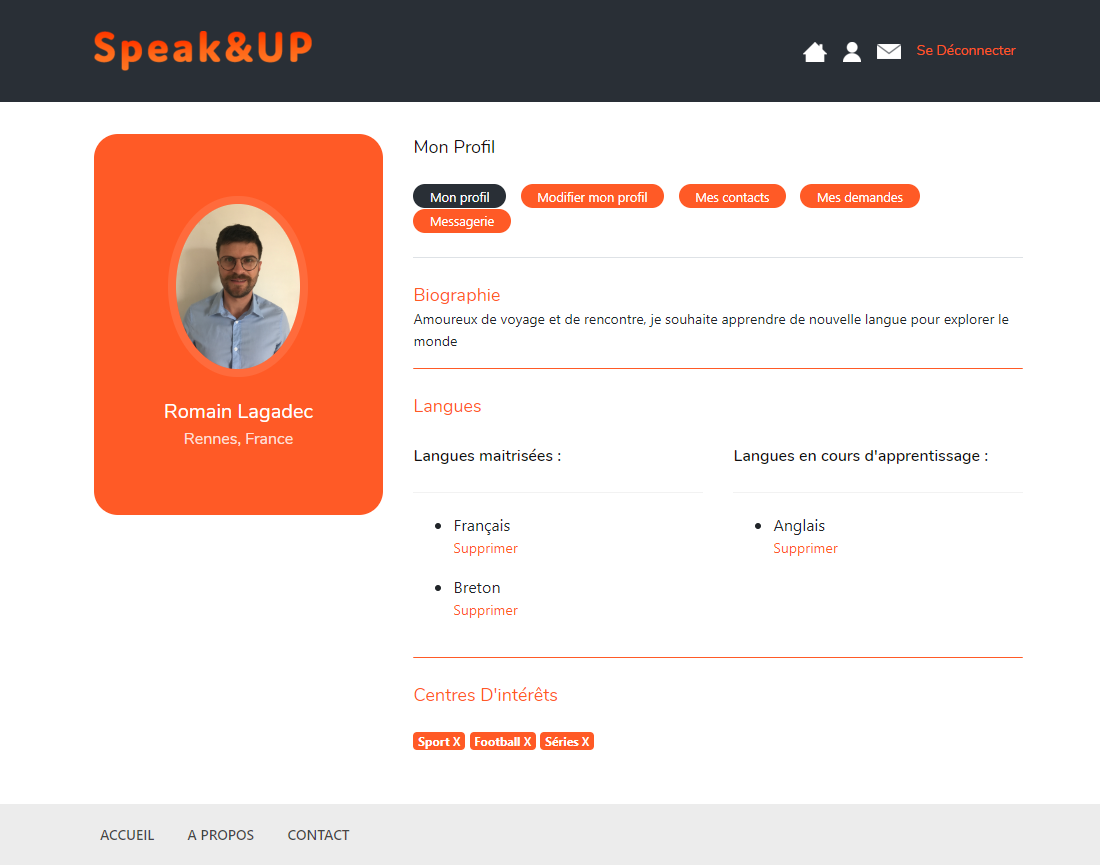 Speak&UP
Se Déconnecter
Romain Lagadec
Rennes, France
Mon Profil
Mon profil Modifier mon profil Mes contacts Mes demandes
Messagerie
Biographie
Amoureux de voyage et de rencontre, je souhaite apprendre de nouvelle langue pour explorer le
monde
Langues
Langues maitrisées :
Français
Supprimer
Breton
Supprimer
Langues en cours d'apprentissage :
Anglais
Supprimer
Centres D'intérêts
Sport X Football X Séries X
ACCUEIL A PROPOS CONTACT